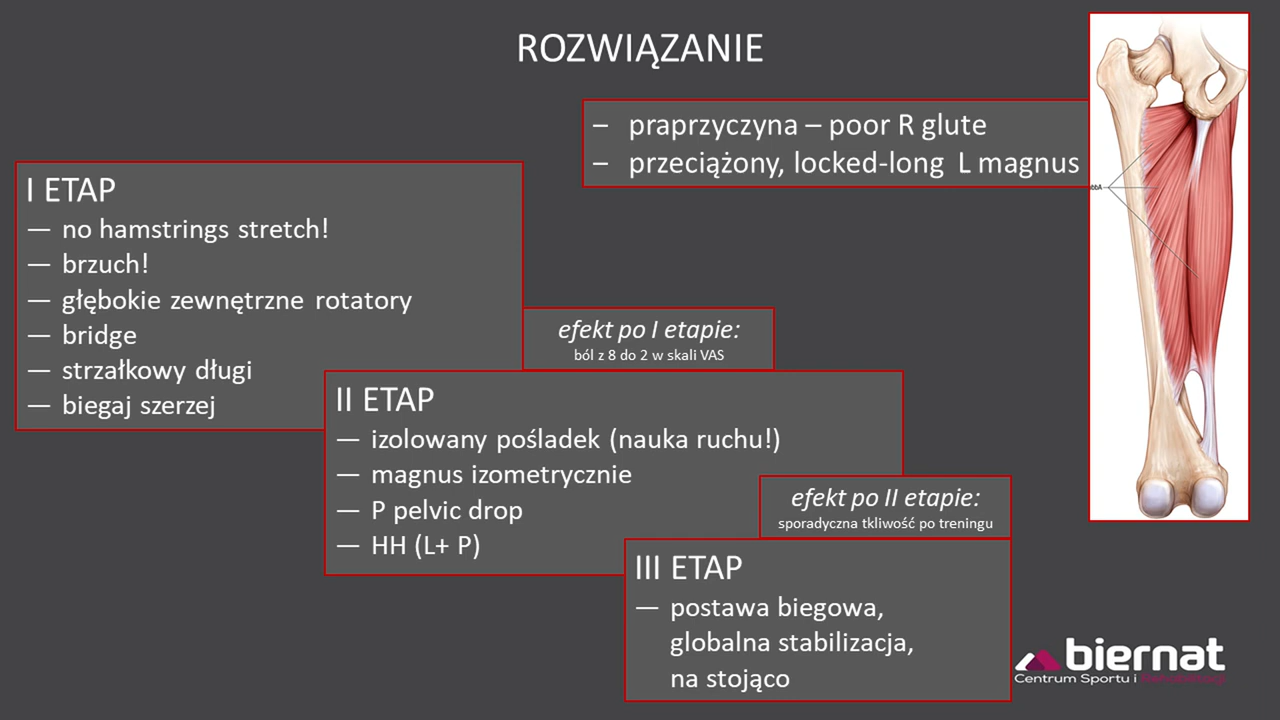 ROZWIĄZANIE
– praprzyczyna – poor R glute
– przeciążony, locked-long L magnus
I ETAP
— no hamstrings stretch!
— brzuch!
— głębokie zewnętrzne rotatory
— bridge
— strzałkowy długi
— biegaj szerzej
efekt po I etapie:
ból z 8 do 2 w skali VAS
II ETAP
— izolowany pośladek (nauka ruchu!)
— magnus izometrycznie
— P pelvic drop
— HH (L+ P)
efekt po II etapie:
sporadyczna tkliwość po treningu
III ETAP
— postawa biegowa,
globalna stabilizacja,
na stojąco
biernat
Centrum Sportu i Rehabilitacji